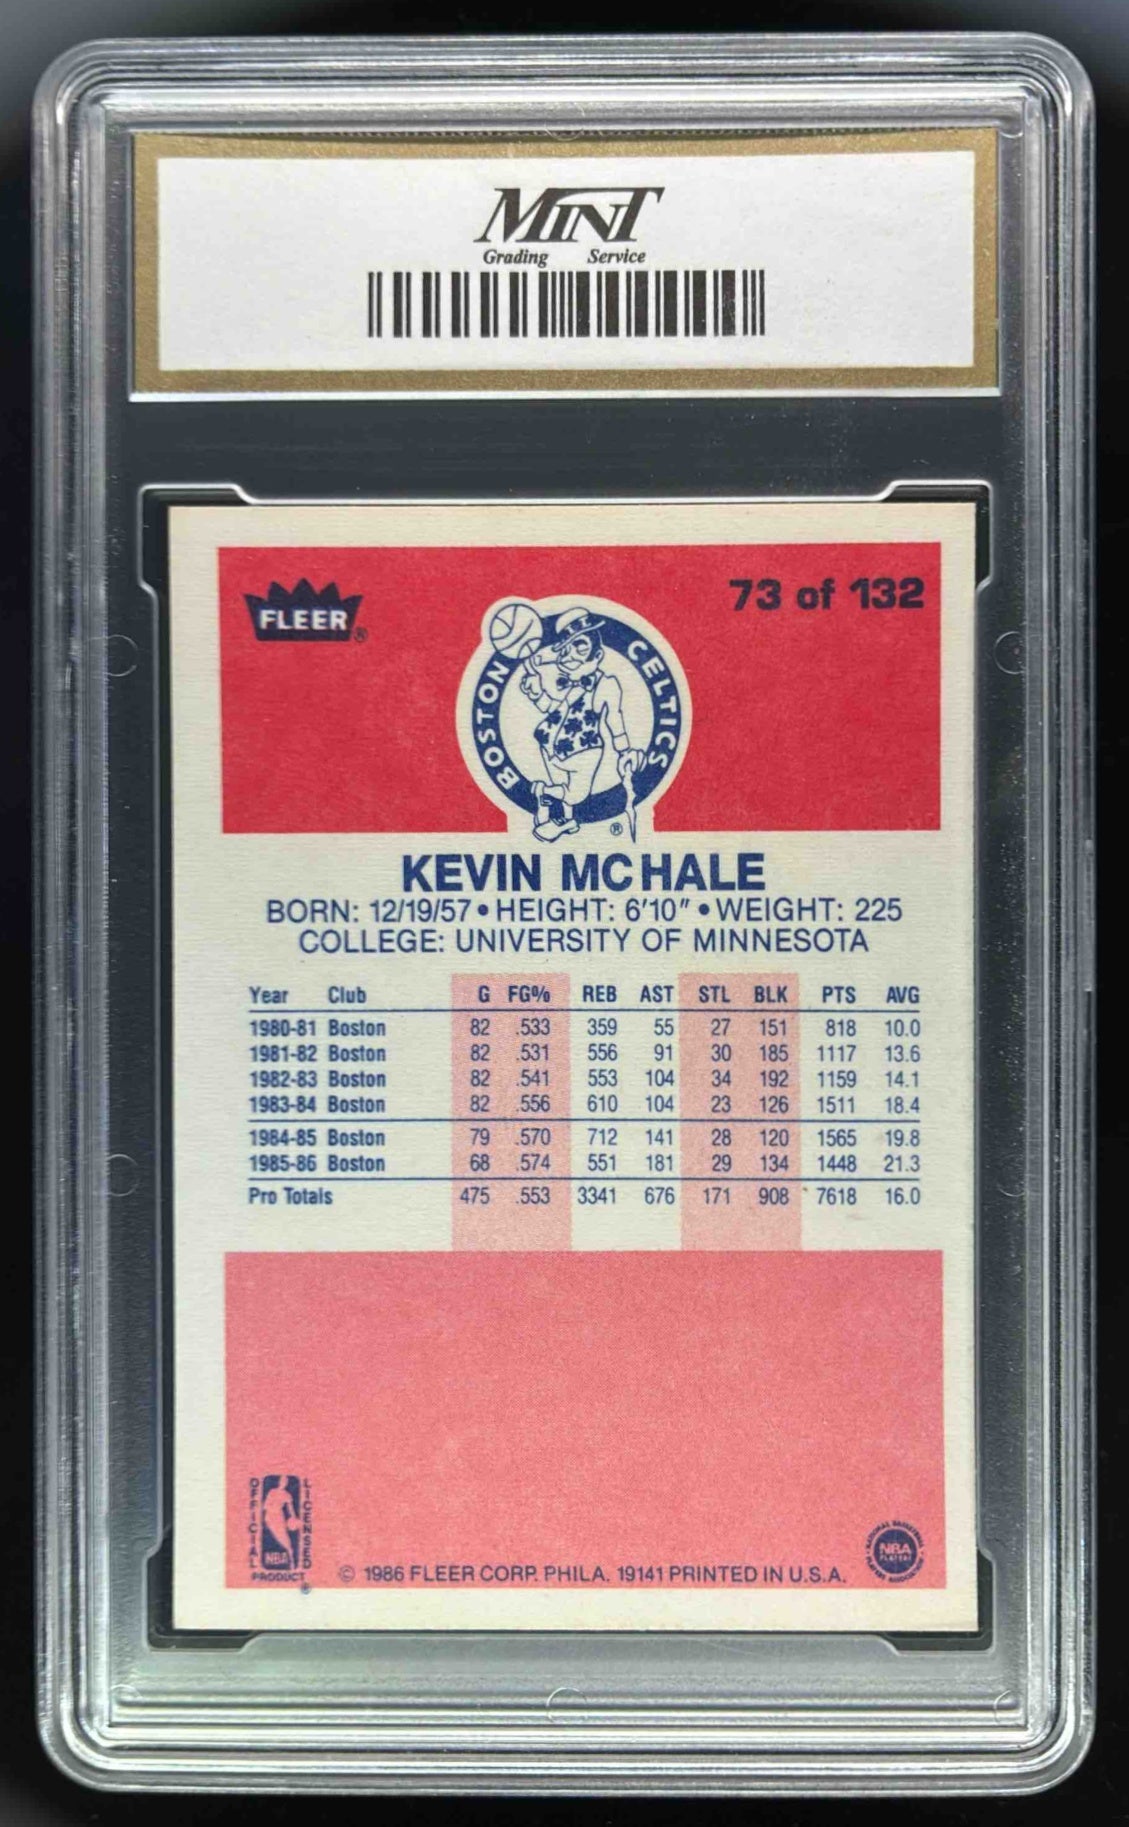 MINT
Grading Service
FLEER®
73 of 132
BOSTON CELTICS
®
KEVIN MCHALE
BORN: 12/19/57 • HEIGHT: 6'10" • WEIGHT: 225
COLLEGE: UNIVERSITY OF MINNESOTA
Year Club G FG% REB AST STL BLK PTS AVG
1980-81 Boston 82 .533 359 55 27 151 818 10.0
1981-82 Boston 82 .531 556 91 30 185 1117 13.6
1982-83 Boston 82 .541 553 104 34 192 1159 14.1
1983-84 Boston 82 .556 610 104 23 126 1511 18.4
1984-85 Boston 79 .570 712 141 28 120 1565 19.8
1985-86 Boston 68 .574 551 181 29 134 1448 21.3
Pro Totals 475 .553 3341 676 171 908 7618 16.0
OFFICIAL LICENSED
NBA
PRODUCT
®
© 1986 FLEER CORP. PHILA. 19141 PRINTED IN U.S.A.
NATIONAL BASKETBALL
NBA
PLAYERS
PLAYERS ASSOCIATION